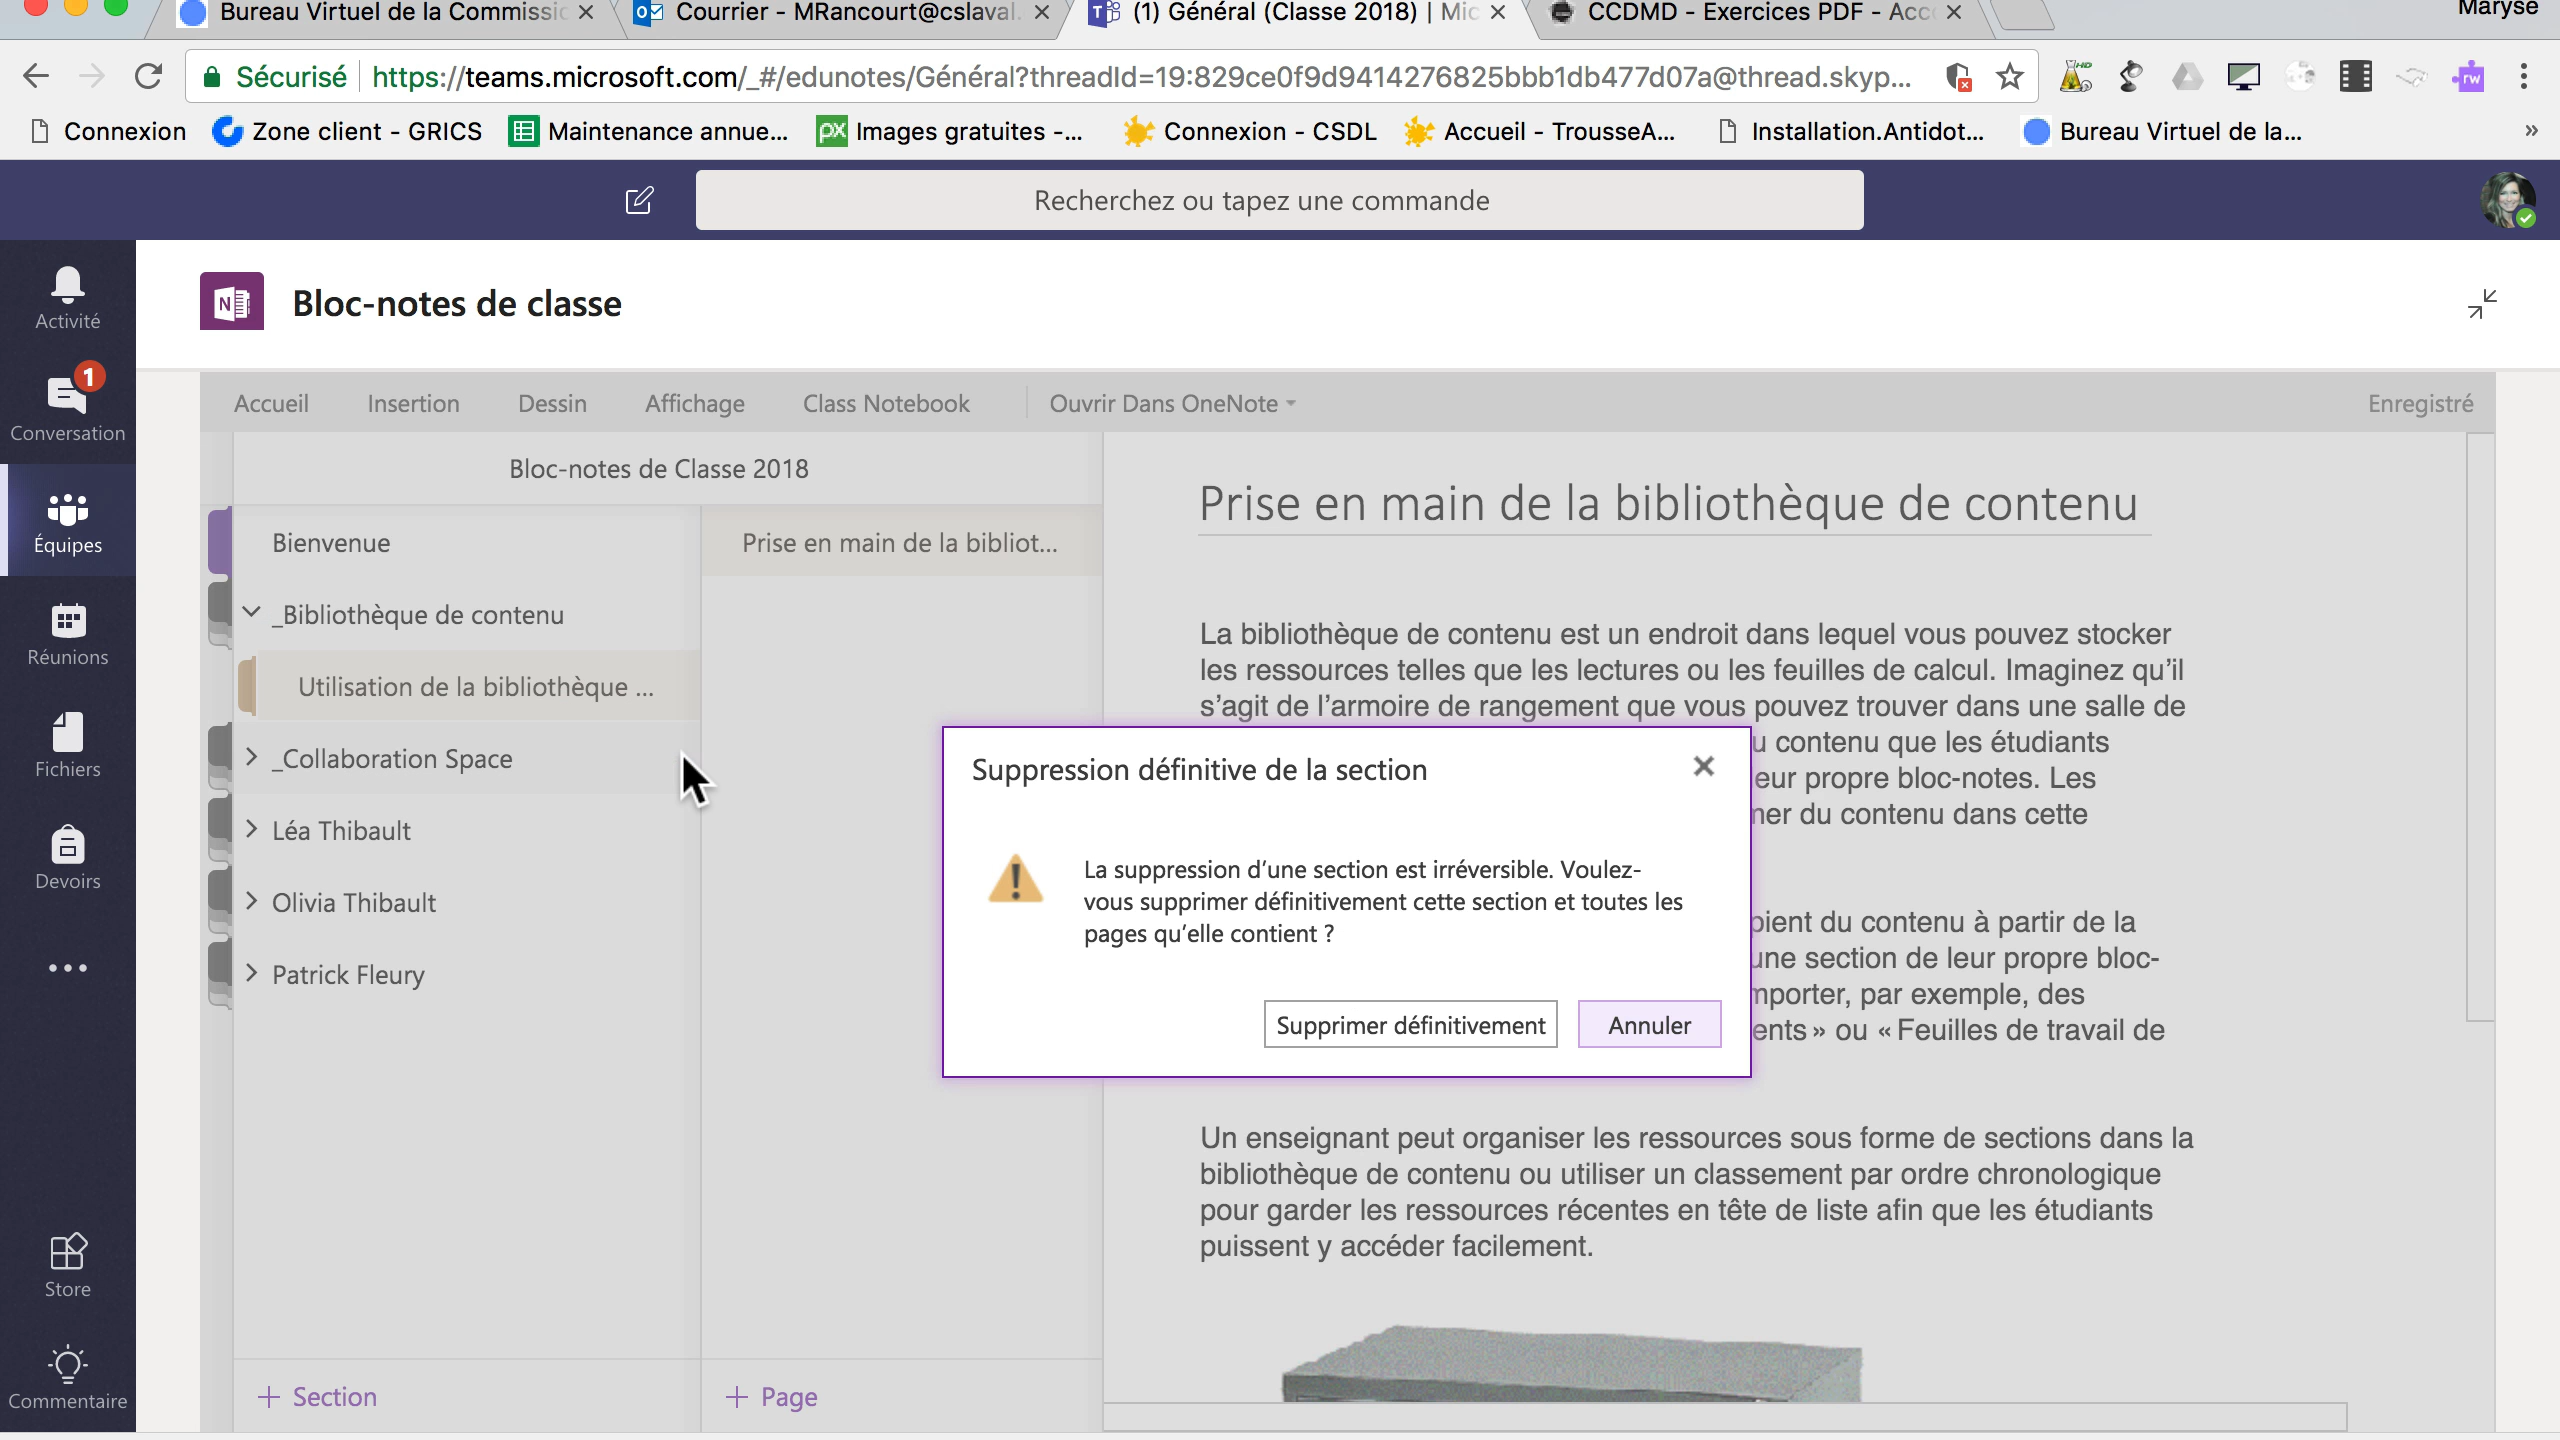 Bureau Virtuel de la Commissi
Courrier - MRancourt@cslaval.
(1) Général (Classe 2018) | Mic
CCDMD - Exercices PDF - Acc
Maryse
Sécurisé
https://teams.microsoft.com/_#/edunotes/Général?threadId=19:829ce0f9d9414276825bbb1db477d07a@thread.skyp...
Connexion
Zone client - GRICS
Maintenance annue...
Images gratuites -...
Connexion - CSDL
Accueil - TrousseA...
Installation.Antidot...
Bureau Virtuel de la...
»
Recherchez ou tapez une commande
Activité
1
Conversation
Équipes
Réunions
Fichiers
Devoirs
Store
Commentaire
Bloc-notes de classe
Accueil
Insertion
Dessin
Affichage
Class Notebook
Ouvrir Dans OneNote
Enregistré
Bloc-notes de Classe 2018
Bienvenue
_Bibliothèque de contenu
Utilisation de la bibliothèque ...
_Collaboration Space
Léa Thibault
Olivia Thibault
Patrick Fleury
+ Section
Prise en main de la bibliot...
+ Page
Prise en main de la bibliothèque de contenu
La bibliothèque de contenu est un endroit dans lequel vous pouvez stocker
les ressources telles que les lectures ou les feuilles de calcul. Imaginez qu’il
s’agit de l’armoire de rangement que vous pouvez trouver dans une salle de
u contenu que les étudiants
eur propre bloc-notes. Les
ner du contenu dans cette
pient du contenu à partir de la
une section de leur propre bloc-
mporter, par exemple, des
ents » ou « Feuilles de travail de
Un enseignant peut organiser les ressources sous forme de sections dans la
bibliothèque de contenu ou utiliser un classement par ordre chronologique
pour garder les ressources récentes en tête de liste afin que les étudiants
puissent y accéder facilement.
Suppression définitive de la section
La suppression d’une section est irréversible. Voulez-
vous supprimer définitivement cette section et toutes les
pages qu’elle contient ?
Supprimer définitivement
Annuler